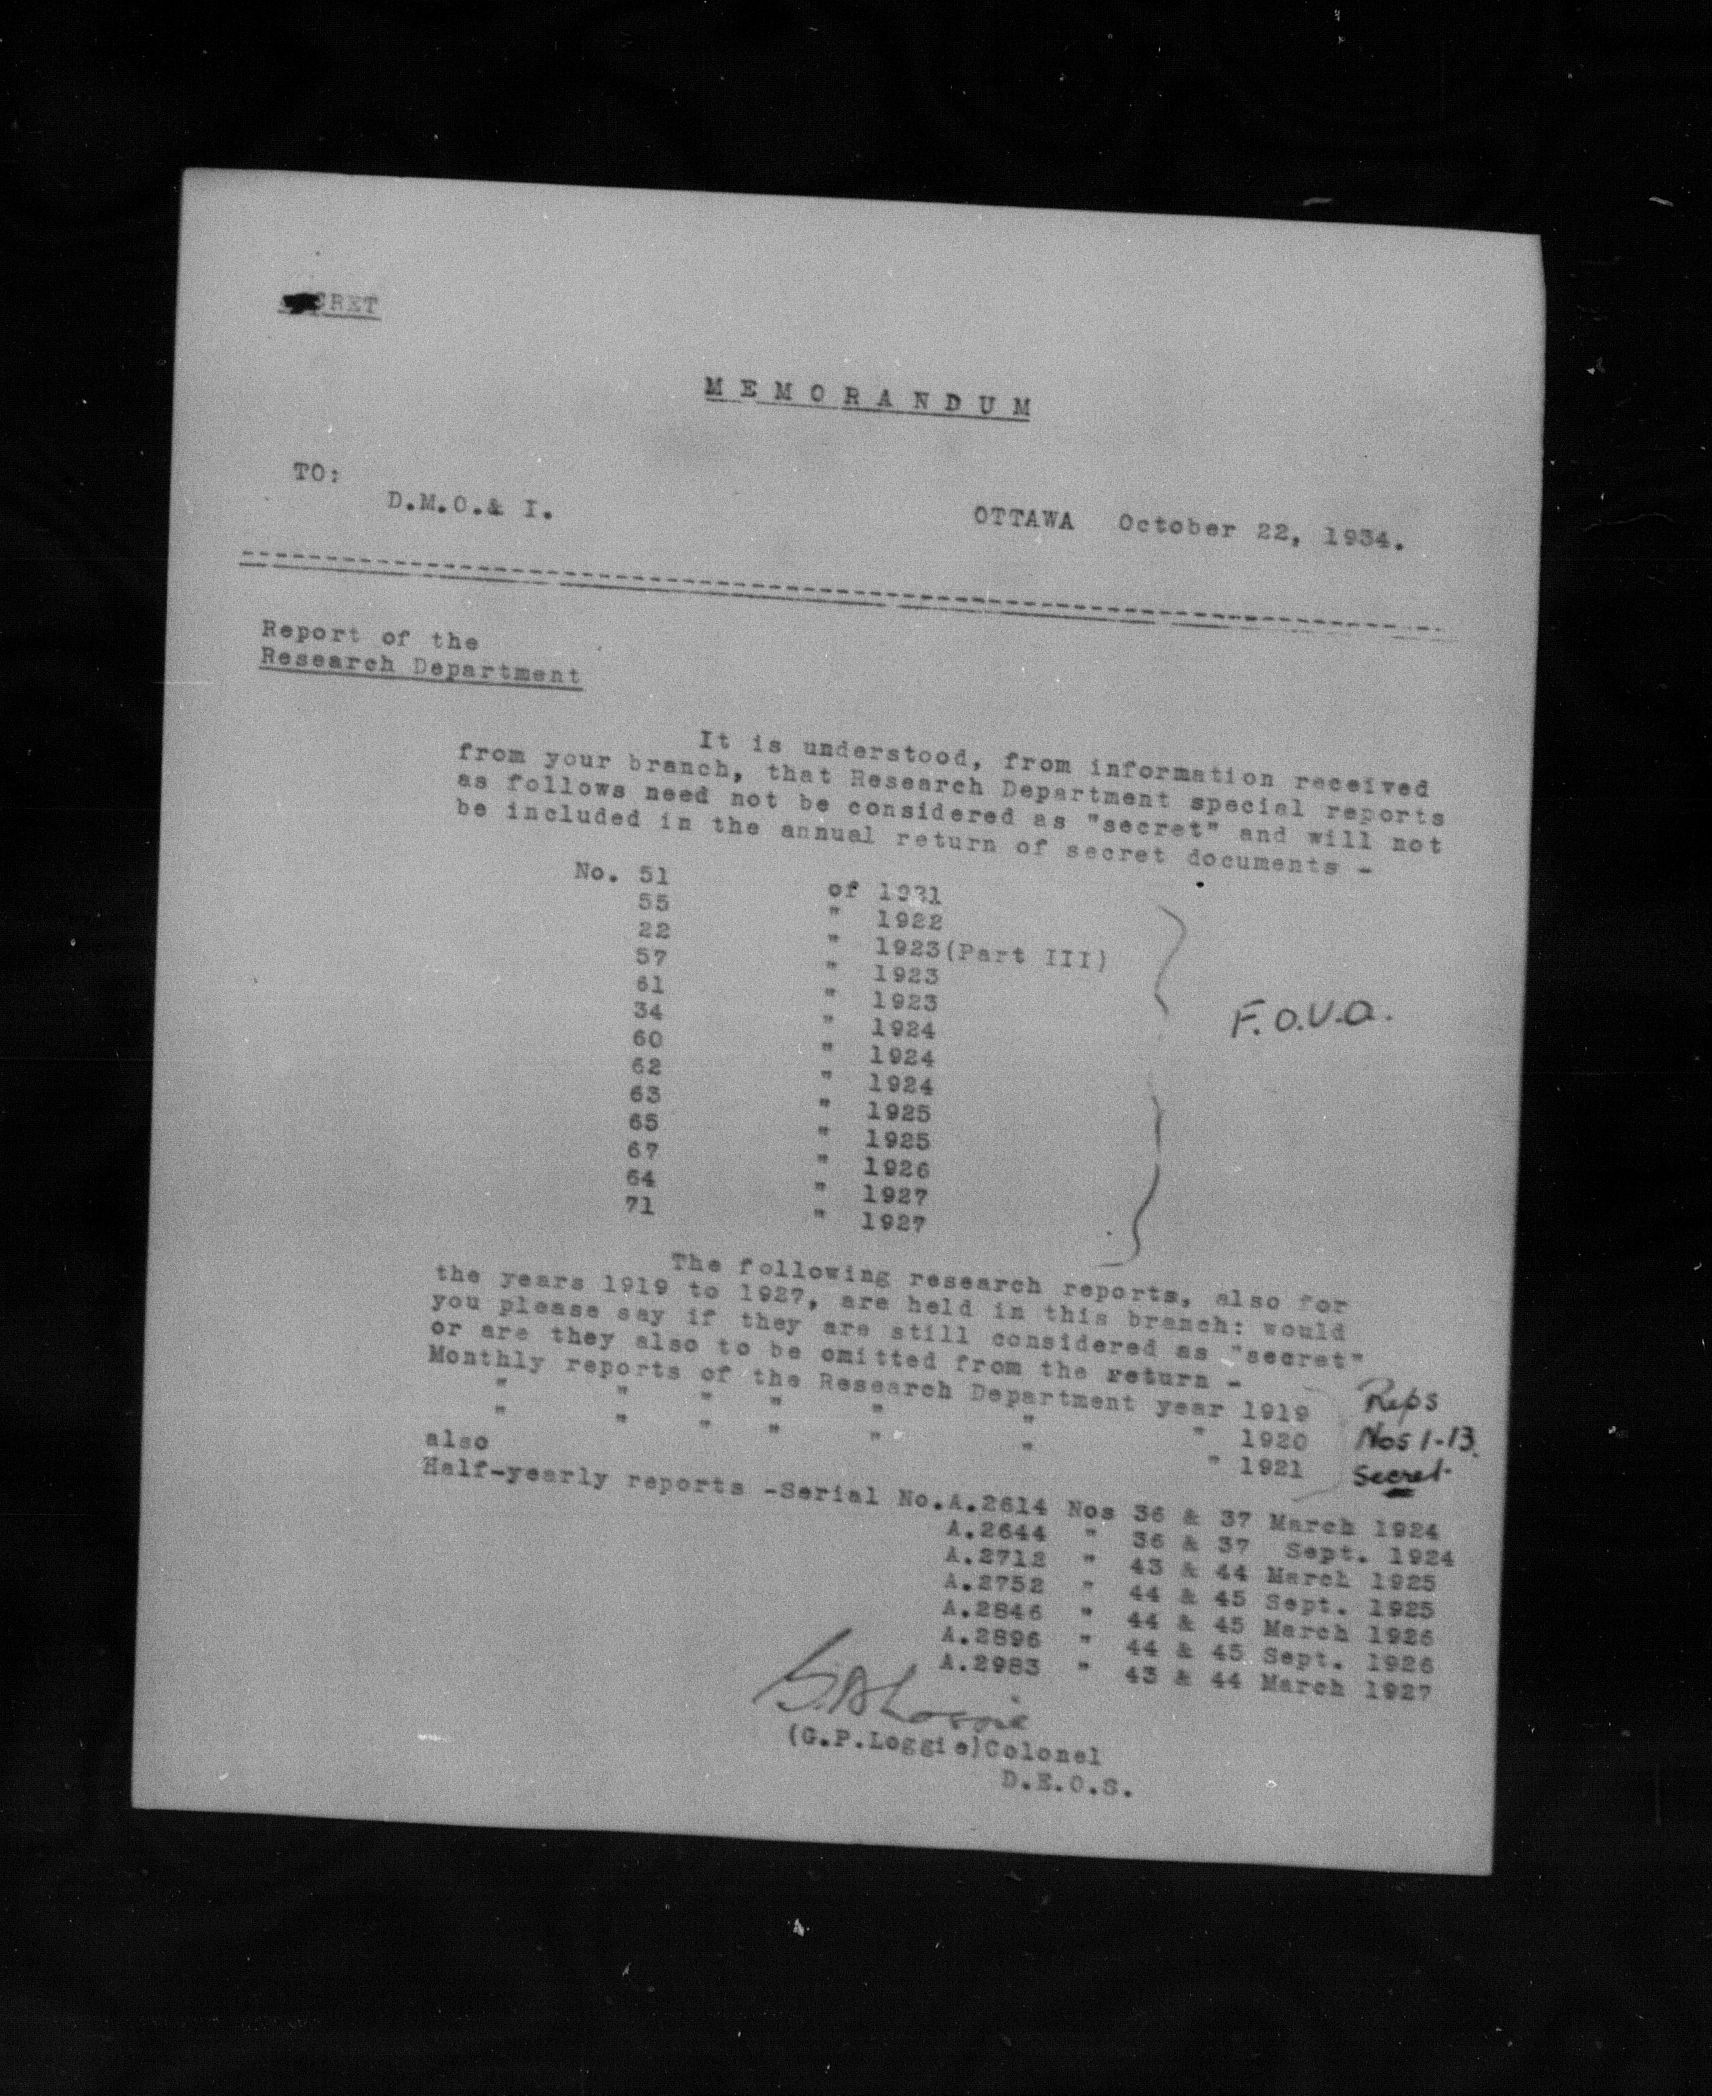 SECRET
MEMORANDUM
TO:
D.M.O.& I.
OTTAWA October 22, 1934.
Report of the
Research Department
It is understood, from information received
from your branch, that Research Department special reports
as follows need not be considered as "secret" and will not
be included in the annual return of secret documents -
No. 51 of 1921
55 " 1922
22 " 1923(Part III)
57 " 1923
61 " 1923
34 " 1924
60 " 1924
62 " 1924
63 " 1925
65 " 1925
67 " 1926
64 " 1927
71 " 1927
F.O.U.O.
The following research reports, also for
the years 1919 to 1927, are held in this branch: would
you please say if they are still considered as "secret"
or are they also to be omitted from the return -
Monthly reports of the Research Department year 1919
" " " " " " " 1920
" " " " " " " 1921
Reps
Nos 1-13.
Secret
also
Half-yearly reports -Serial No.A.2614 Nos 36 & 37 March 1924
A.2644 " 36 & 37 Sept. 1924
A.2712 " 43 & 44 March 1925
A.2752 " 44 & 45 Sept. 1925
A.2846 " 44 & 45 March 1926
A.2896 " 44 & 45 Sept. 1926
A.2983 " 43 & 44 March 1927
(G.P.Loggie)Colonel
D.E.O.S.